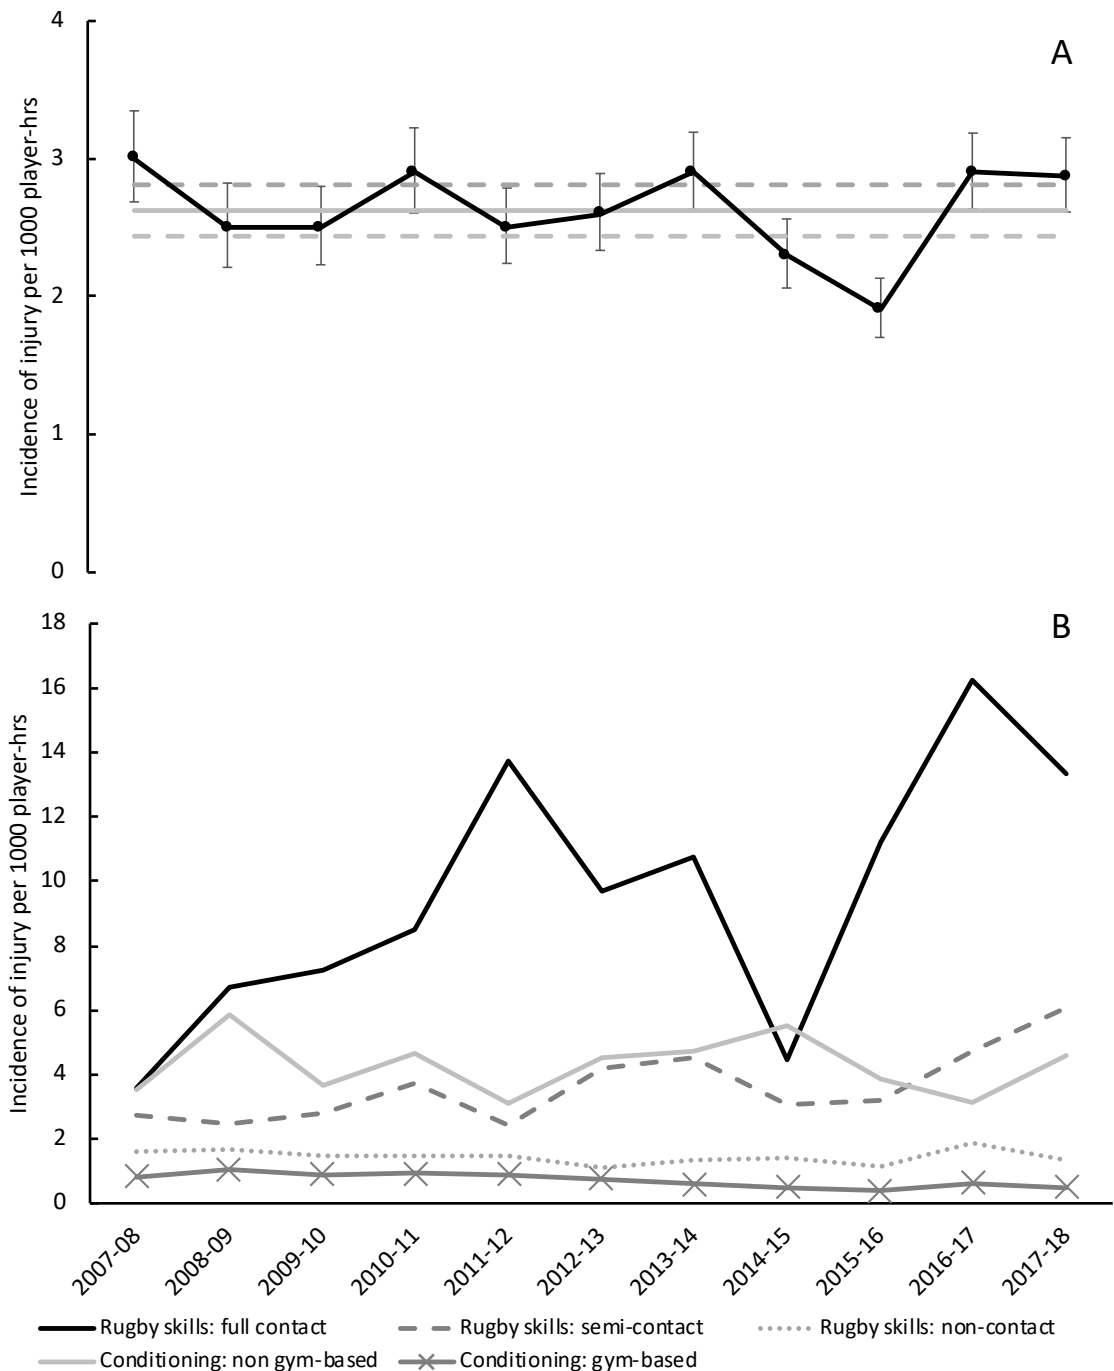 A
Incidence of injury per 1000 player-hrs
4
3
2
1
0
B
Incidence of injury per 1000 player-hrs
18
16
14
12
10
8
6
4
2
0
2007-08
2008-09
2009-10
2010-11
2011-12
2012-13
2013-14
2014-15
2015-16
2016-17
2017-18
Rugby skills: full contact
Rugby skills: semi-contact
Rugby skills: non-contact
Conditioning: non gym-based
Conditioning: gym-based